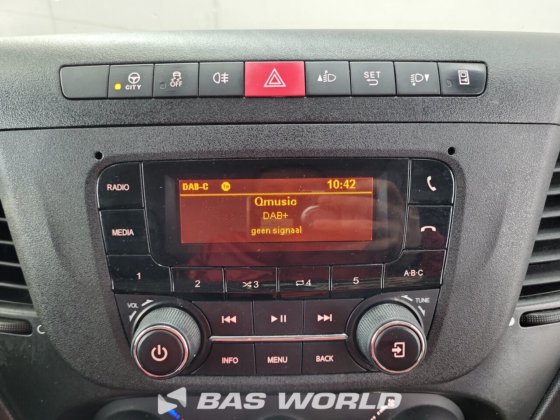 CITY
OFF
SET
DAB-C 10:42
Qmusic
DAB+
geen signaal
RADIO
MEDIA
1 2 3 4 5 A·B·C
VOL
TUNE
INFO MENU BACK
BAS WORLD